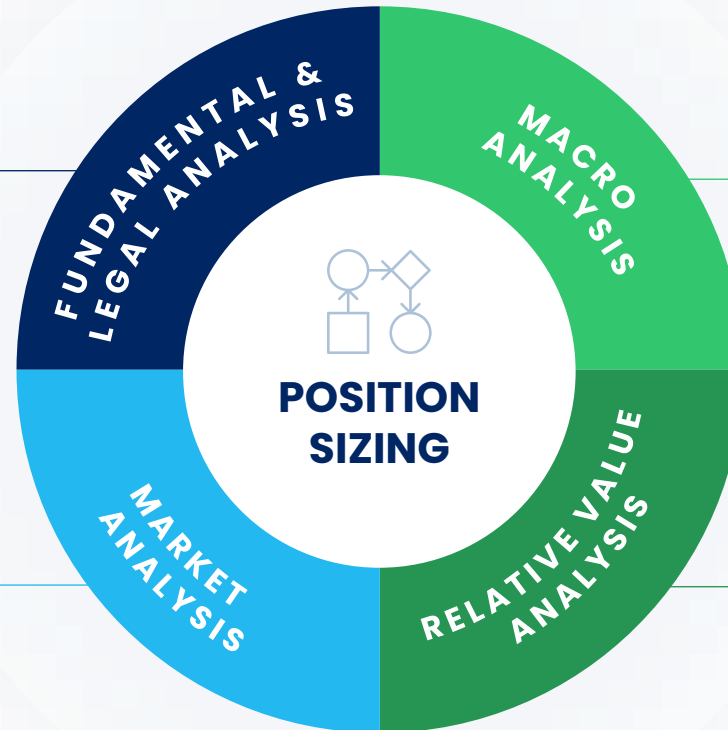 FUNDAMENTAL &
LEGAL ANALYSIS
MACRO
ANALYSIS
POSITION
SIZING
MARKET
ANALYSIS
RELATIVE VALUE
ANALYSIS